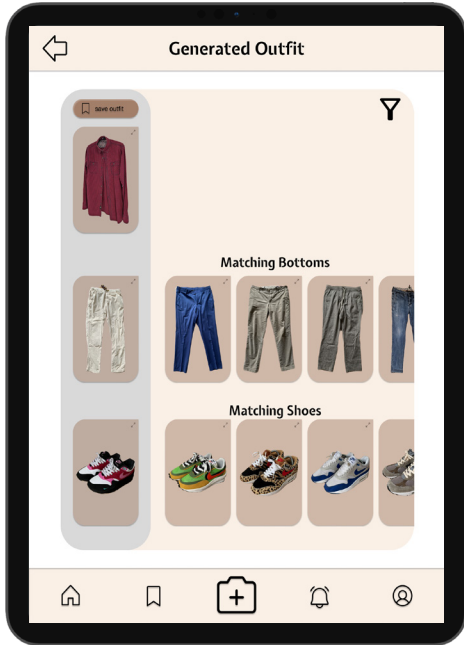 Generated Outfit
save outfit
Matching Bottoms
Matching Shoes